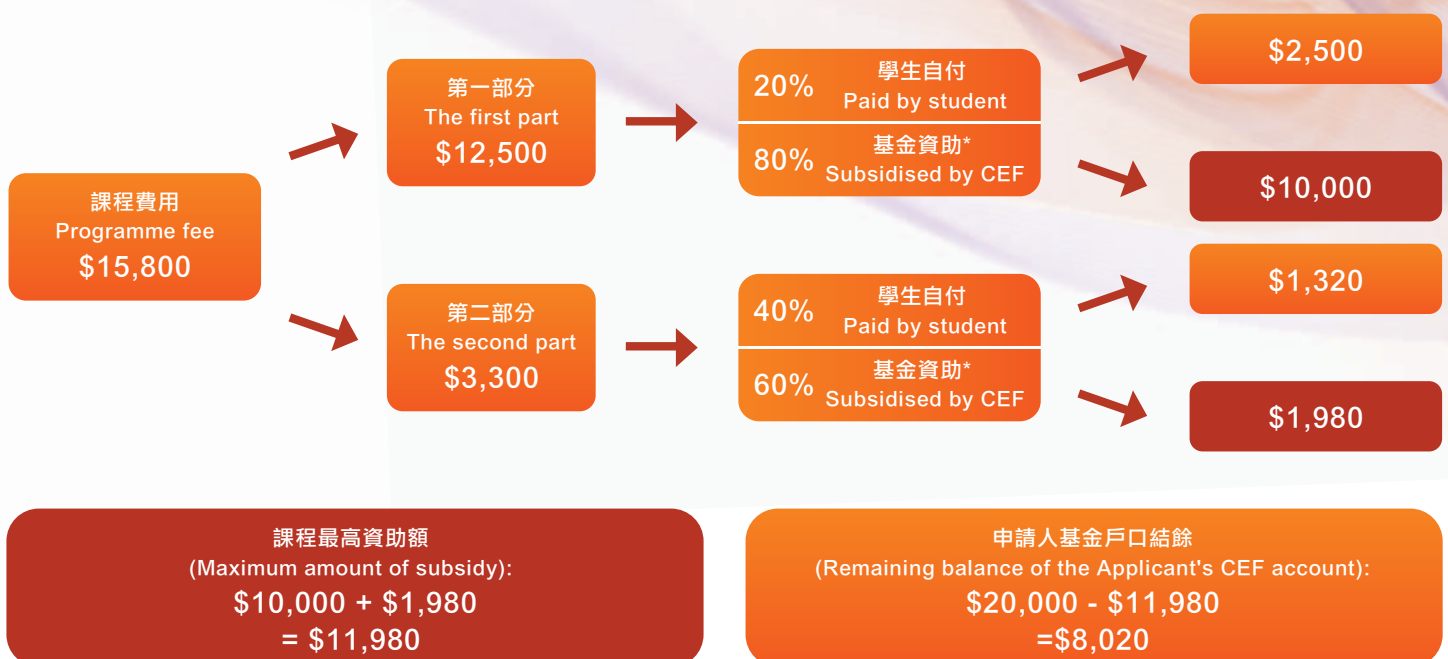 課程費用
Programme fee
$15,800
第一部分
The first part
$12,500
20%
學生自付
Paid by student
80%
基金資助*
Subsidised by CEF
$2,500
$10,000
第二部分
The second part
$3,300
40%
學生自付
Paid by student
60%
基金資助*
Subsidised by CEF
$1,320
$1,980
課程最高資助額
(Maximum amount of subsidy):
$10,000 + $1,980
= $11,980
申請人基金戶口結餘
(Remaining balance of the Applicant's CEF account):
$20,000 - $11,980
=$8,020